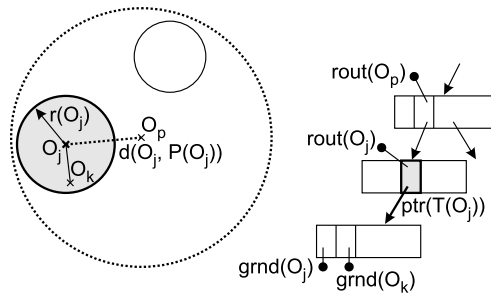 r(Oj)
Oj
Ok
Op
d(Oj, P(Oj))
rout(Op)
rout(Oj)
ptr(T(Oj))
grnd(Oj)
grnd(Ok)